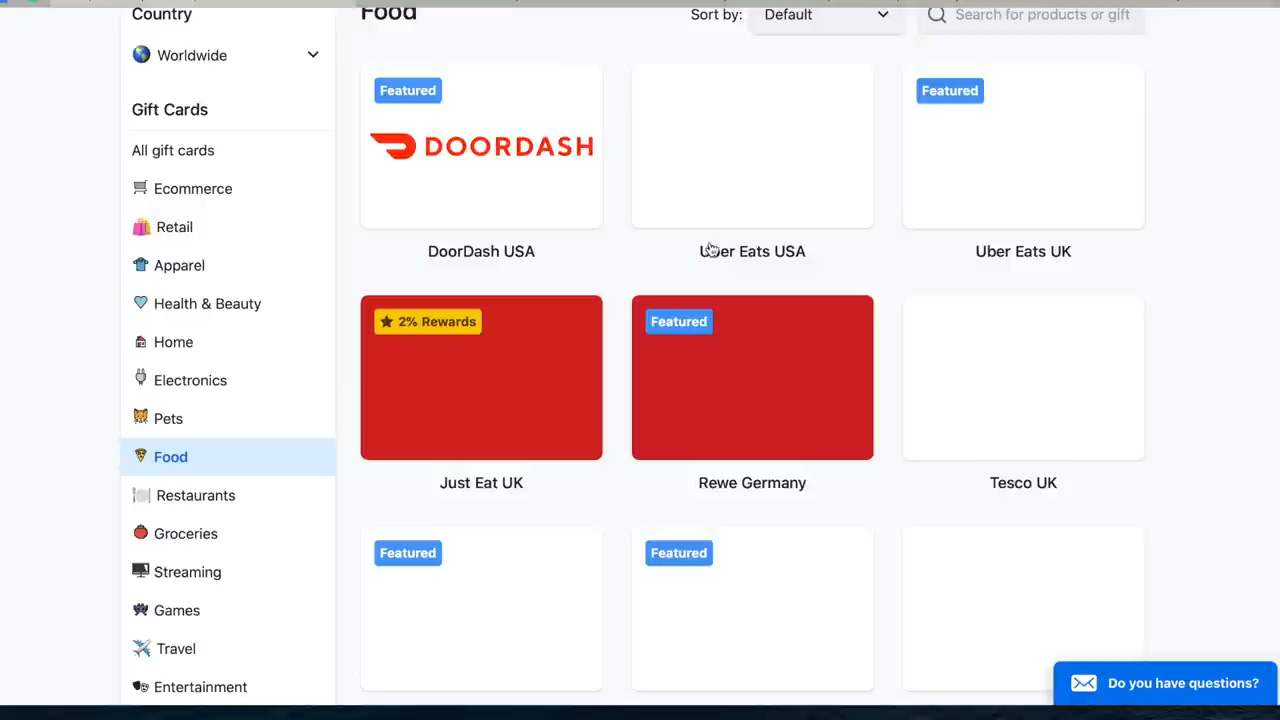 Country
Worldwide
Gift Cards
All gift cards
Ecommerce
Retail
Apparel
Health & Beauty
Home
Electronics
Pets
Food
Restaurants
Groceries
Streaming
Games
Travel
Entertainment
Food
Sort by:
Default
Search for products or gift
Featured
DOORDASH
DoorDash USA
Uber Eats USA
Featured
Uber Eats UK
2% Rewards
Just Eat UK
Featured
Rewe Germany
Tesco UK
Featured
Featured
Do you have questions?